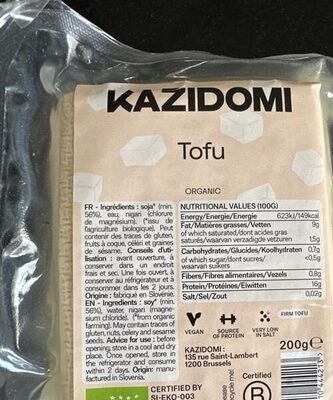 KAZIDOMI
Tofu
ORGANIC
FR - Ingrédients : soja* (min.
56%), eau, nigari (chlorure
de magnésium). (*issu de
l'agriculture biologique). Peut
contenir des traces de gluten,
fruits à coque, céleri et graines
de sésame. Conseils d'utili-
sation : avant ouverture, à
conserver dans un endroit
frais et sec. Une fois ouvert, à
conserver au réfrigérateur et à
consommer dans les 2 jours.
Origine : fabriqué en Slovénie.
EN - Ingredients: soy* (min.
56%), water, nigari (magne-
sium chloride). (*from organic
farming). May contain traces of
gluten, nuts, celery and sesame
seeds. Advice for use : before
opening, store in a cool and dry
place. Once opened, store in
the refrigerator and consume
within 2 days. Origin: manu-
factured in Slovenia.
NUTRITIONAL VALUES (100G)
Energy/Energie/Energie 623kJ/149kcal
Fat/Matières grasses/Vetten 9g
of which saturated/dont acides gras
saturés/waarvan verzadigde vetzuren 1,5g
Carbohydrates/Glucides/Koolhydraten 0,7g
of which sugar/dont sucres/ <0,5g
waarvan suikers
Fibers/Fibres alimentaires/Vezels 0,8g
Protein/Protéines/Eiwitten 16g
Salt/Sel/Zout 0,02g
VEGAN
SOURCE
OF PROTEIN
VERY LOW
IN SALT
FIRM TOFU
200g
KAZIDOMI :
135 rue Saint-Lambert
1200 Brussels
CERTIFIED BY
SI-EKO-003
Certified
B